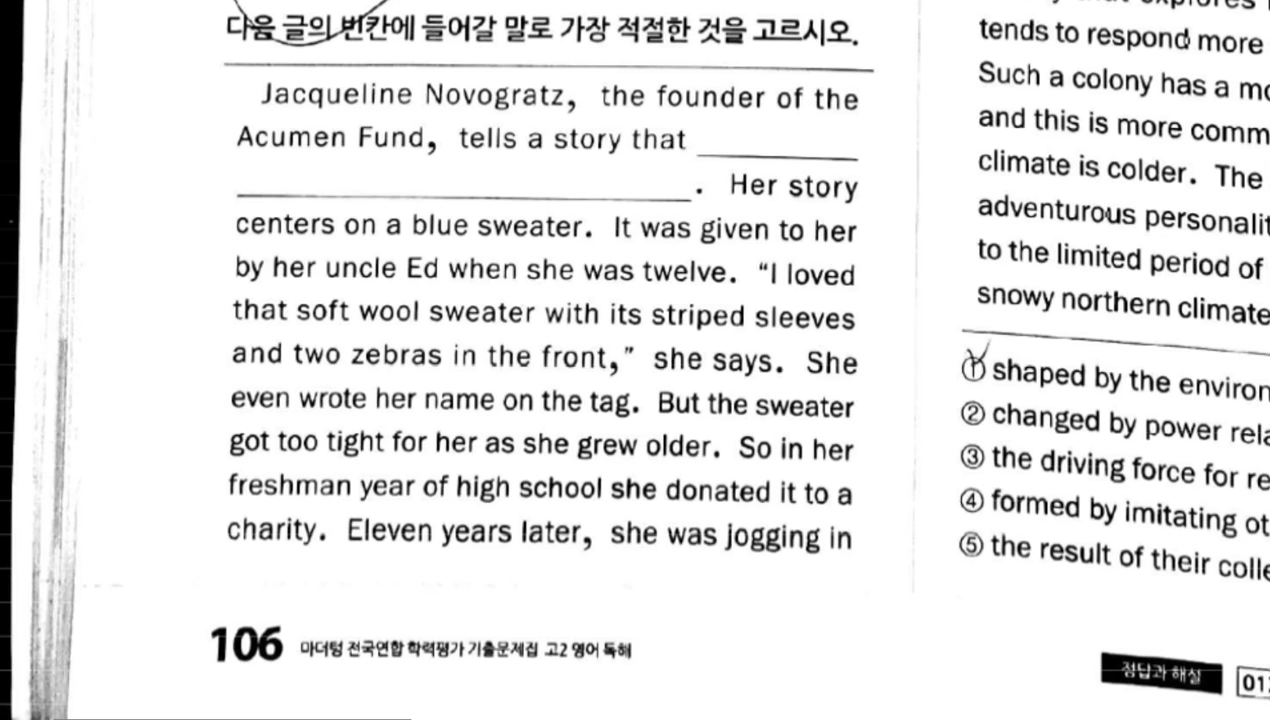 다음 글의 빈칸에 들어갈 말로 가장 적절한 것을 고르시오.
Jacqueline Novogratz, the founder of the
Acumen Fund, tells a story that
. Her story
centers on a blue sweater. It was given to her
by her uncle Ed when she was twelve. “I loved
that soft wool sweater with its striped sleeves
and two zebras in the front,” she says. She
even wrote her name on the tag. But the sweater
got too tight for her as she grew older. So in her
freshman year of high school she donated it to a
charity. Eleven years later, she was jogging in
106 마더텅 전국연합 학력평가 기출문제집 고2 영어 독해
tends to respond more
Such a colony has a
and this is more
climate is colder. The
adventurous
to the limited period of
snowy northern climate
① shaped by the
② changed by power
③ the driving force for
④ formed by imitating
⑤ the result of their
정답과 해설